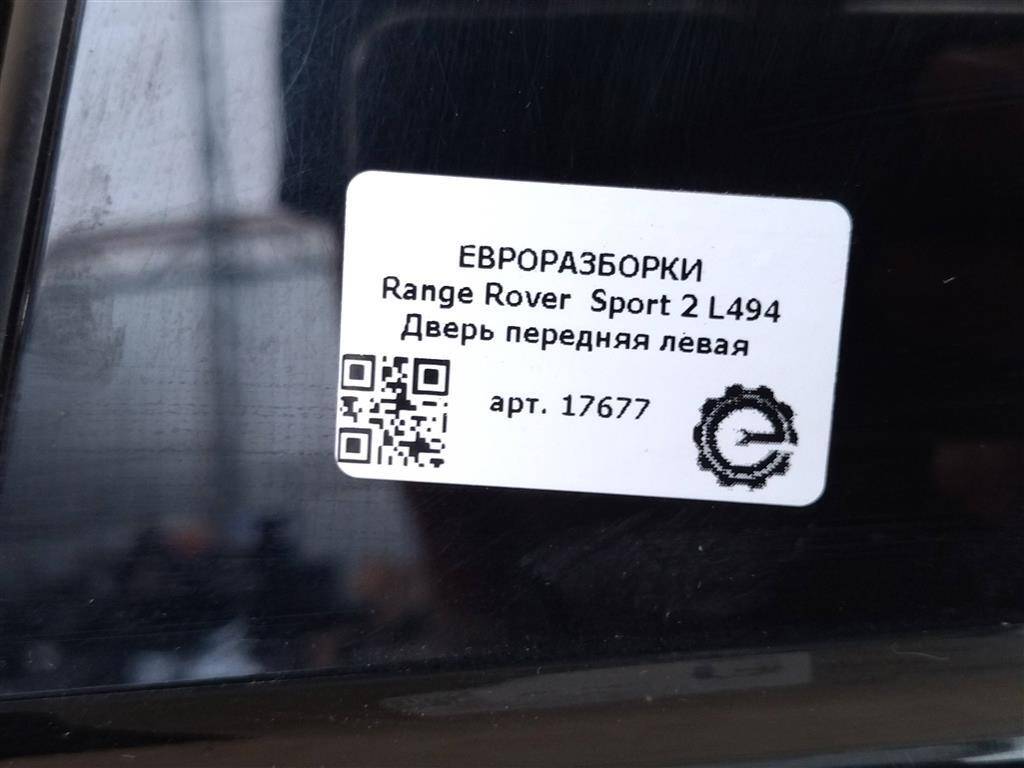 ЕВРОРАЗБОРКИ
Range Rover Sport 2 L494
Дверь передняя левая
арт. 17677